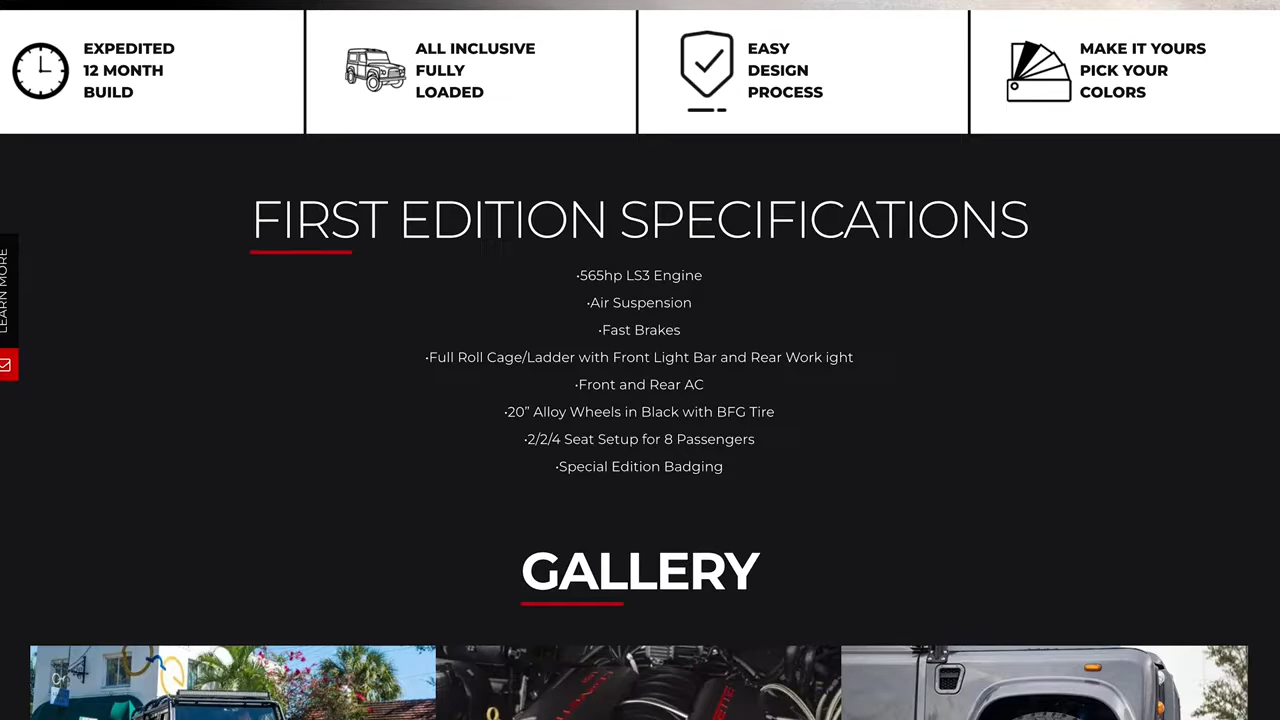 EXPEDITED
12 MONTH
BUILD
ALL INCLUSIVE
FULLY
LOADED
EASY
DESIGN
PROCESS
MAKE IT YOURS
PICK YOUR
COLORS
LEARN MORE
FIRST EDITION SPECIFICATIONS
•565hp LS3 Engine
•Air Suspension
•Fast Brakes
•Full Roll Cage/Ladder with Front Light Bar and Rear Work ight
•Front and Rear AC
•20” Alloy Wheels in Black with BFG Tire
•2/2/4 Seat Setup for 8 Passengers
•Special Edition Badging
GALLERY